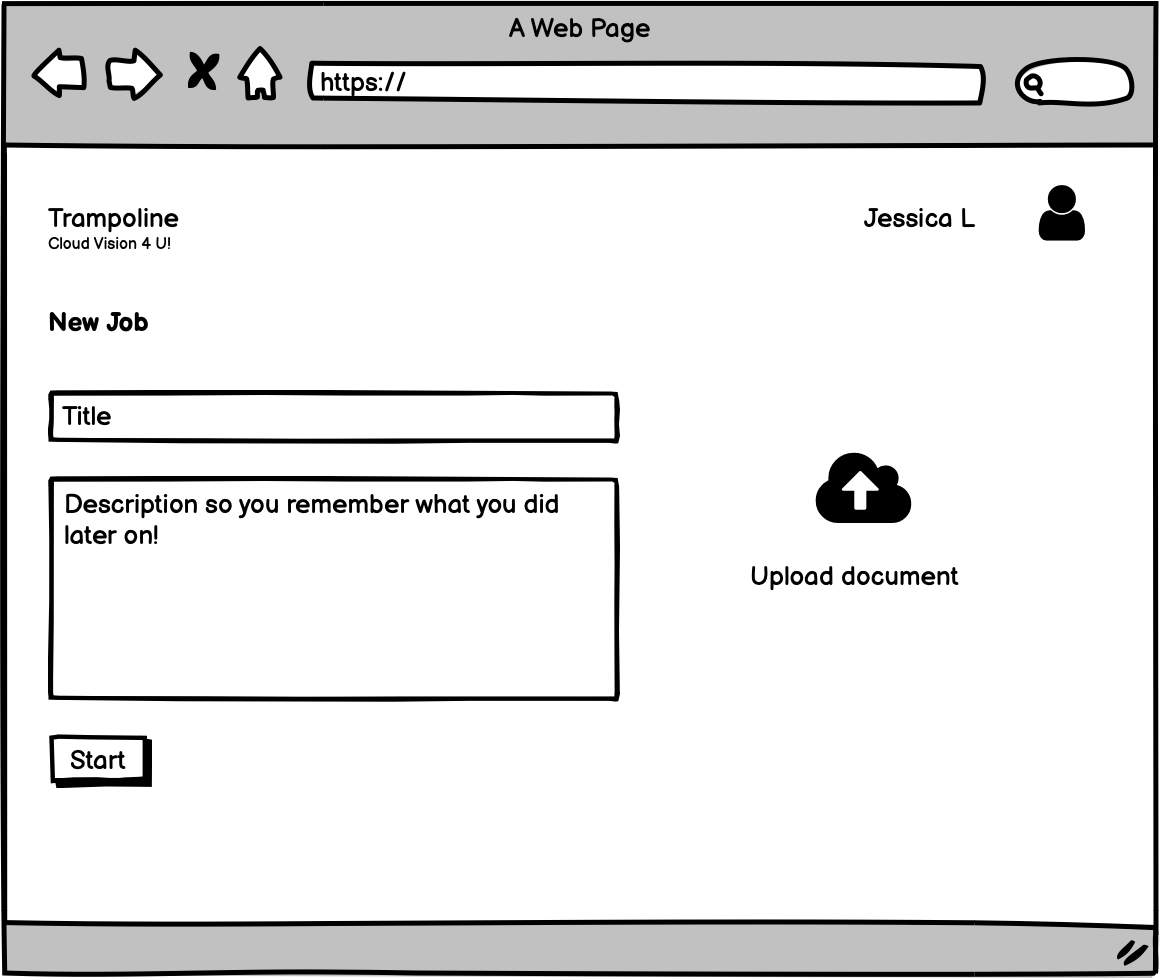 A Web Page
https://
Trampoline
Cloud Vision 4 U!
Jessica L
New Job
Title
Description so you remember what you did
later on!
Upload document
Start